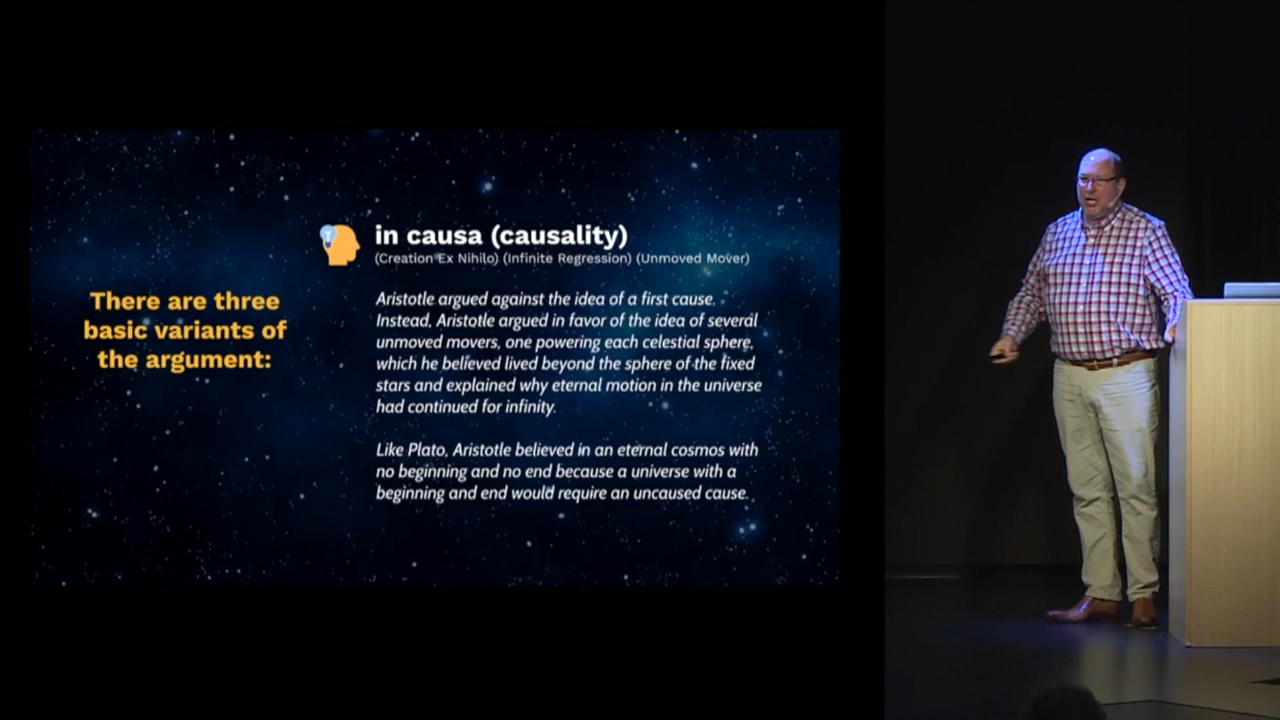 There are three
basic variants of
the argument:
in causa (causality)
(Creation Ex Nihilo) (Infinite Regression) (Unmoved Mover)
Aristotle argued against the idea of a first cause.
Instead, Aristotle argued in favor of the idea of several
unmoved movers, one powering each celestial sphere,
which he believed lived beyond the sphere of the fixed
stars and explained why eternal motion in the universe
had continued for infinity.
Like Plato, Aristotle believed in an eternal cosmos with
no beginning and no end because a universe with a
beginning and end would require an uncaused cause.